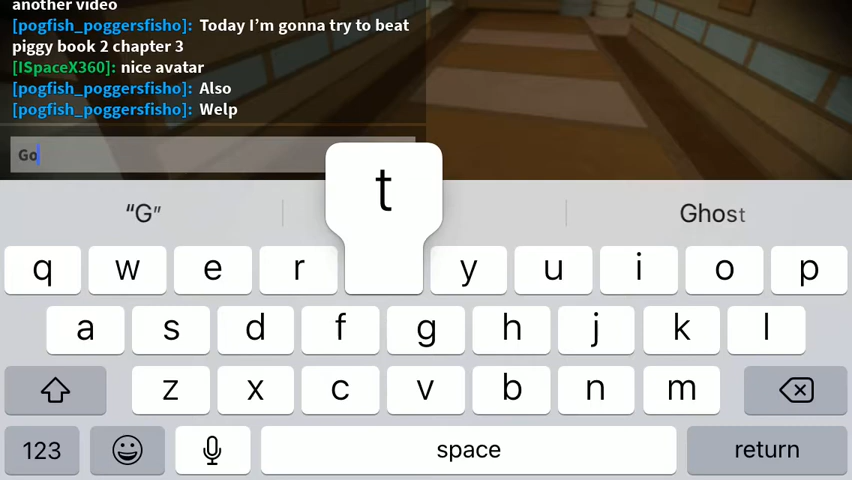 another video
[pogfish_poggersfisho]: Today I’m gonna try to beat
piggy book 2 chapter 3
[ISpaceX360]: nice avatar
[pogfish_poggersfisho]: Also
[pogfish_poggersfisho]: Welp
Go
“G” Ghost
t
q w e r y u i o p
a s d f g h j k l
z x c v b n m
123 space return